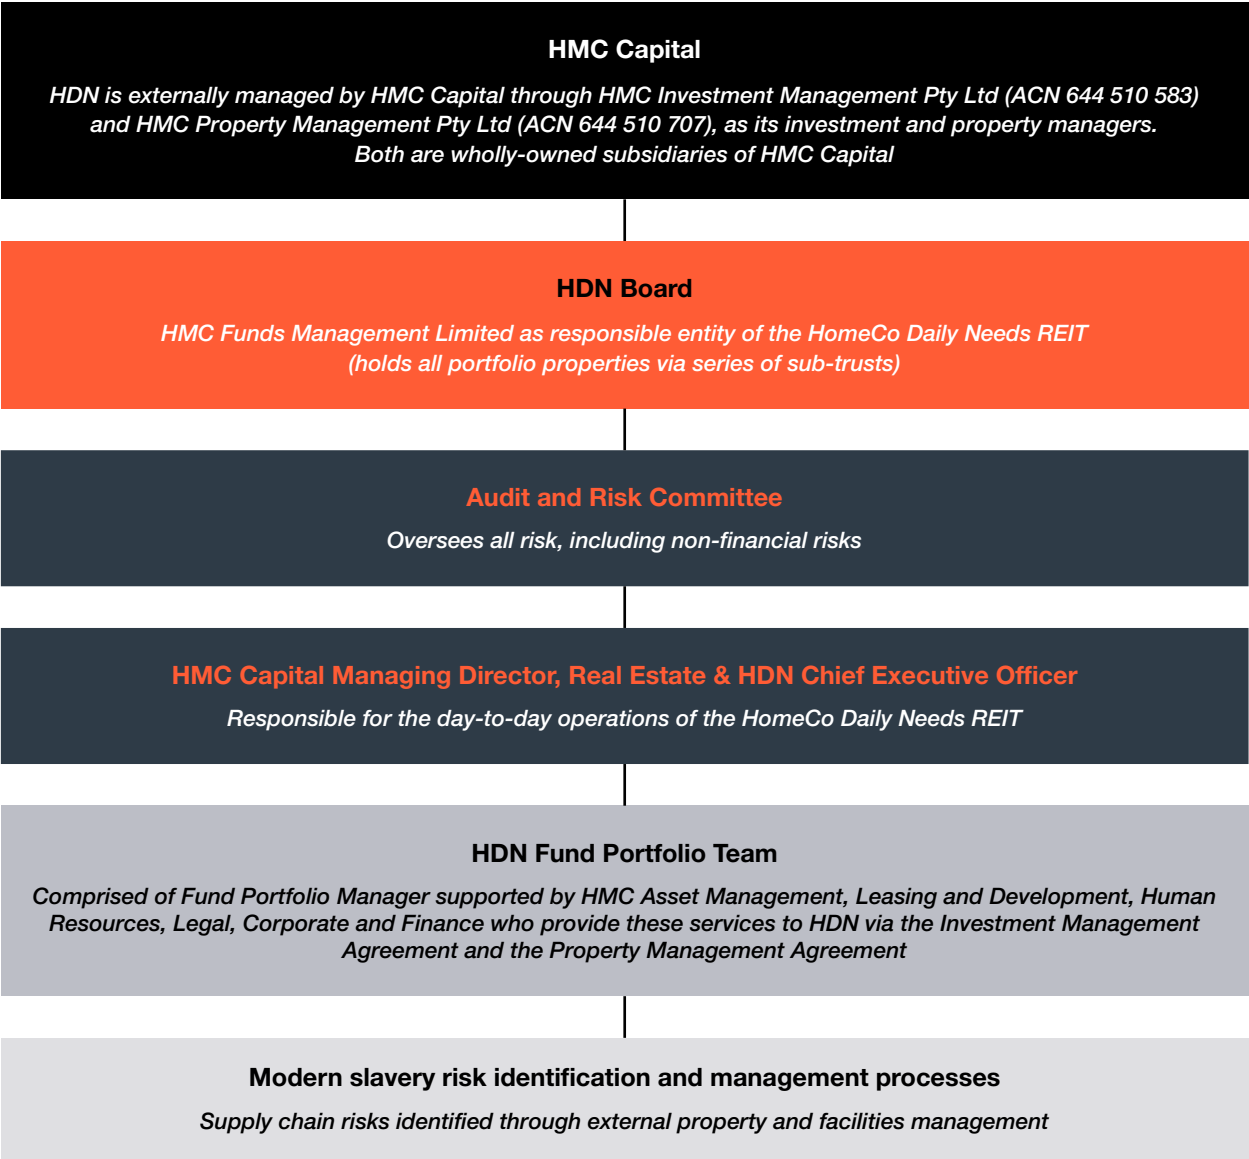 HMC Capital
HDN is externally managed by HMC Capital through HMC Investment Management Pty Ltd (ACN 644 510 583)
and HMC Property Management Pty Ltd (ACN 644 510 707), as its investment and property managers.
Both are wholly-owned subsidiaries of HMC Capital
HDN Board
HMC Funds Management Limited as responsible entity of the HomeCo Daily Needs REIT
(holds all portfolio properties via series of sub-trusts)
Audit and Risk Committee
Oversees all risk, including non-financial risks
HMC Capital Managing Director, Real Estate & HDN Chief Executive Officer
Responsible for the day-to-day operations of the HomeCo Daily Needs REIT
HDN Fund Portfolio Team
Comprised of Fund Portfolio Manager supported by HMC Asset Management, Leasing and Development, Human
Resources, Legal, Corporate and Finance who provide these services to HDN via the Investment Management
Agreement and the Property Management Agreement
Modern slavery risk identification and management processes
Supply chain risks identified through external property and facilities management